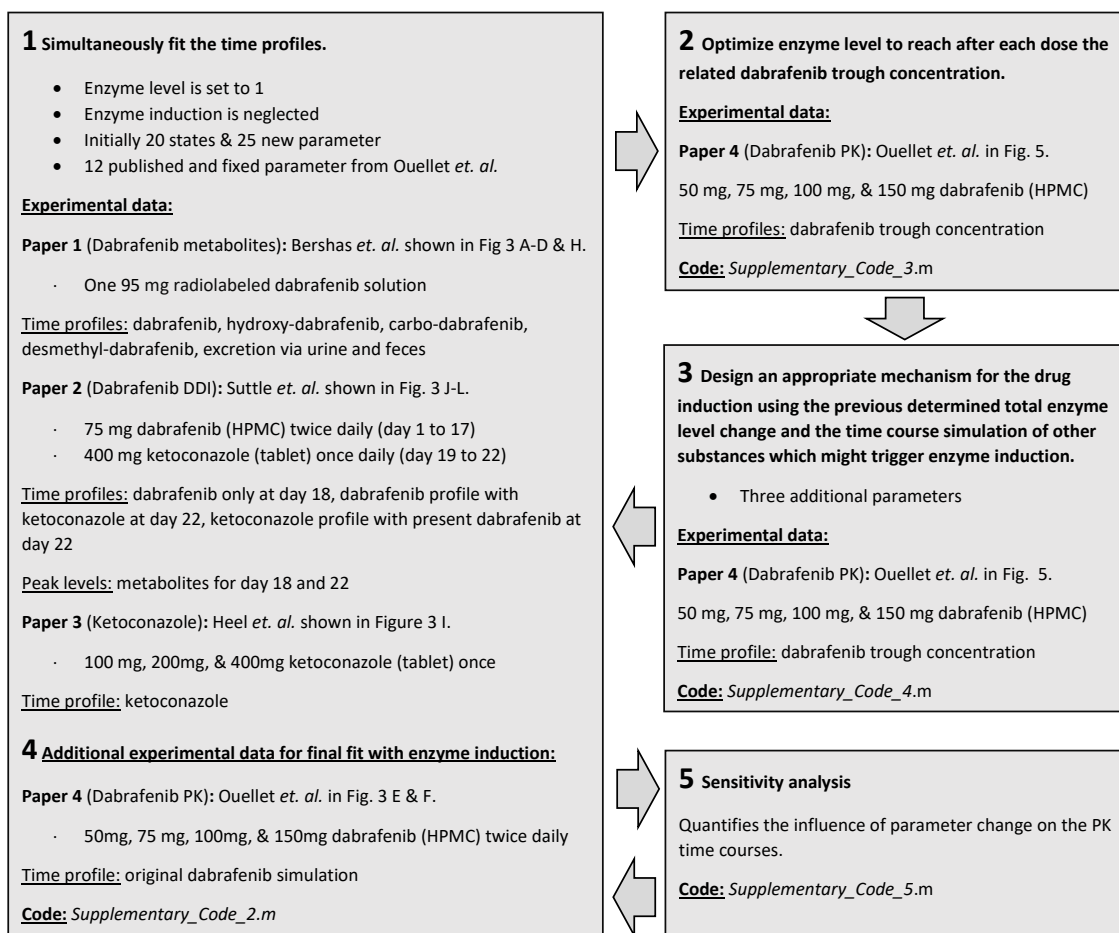 1 Simultaneously fit the time profiles.
• Enzyme level is set to 1
• Enzyme induction is neglected
• Initially 20 states & 25 new parameter
• 12 published and fixed parameter from Ouellet et. al.
Experimental data:
Paper 1 (Dabrafenib metabolites): Bershas et. al. shown in Fig 3 A-D & H.
· One 95 mg radiolabeled dabrafenib solution
Time profiles: dabrafenib, hydroxy-dabrafenib, carbo-dabrafenib,
desmethyl-dabrafenib, excretion via urine and feces
Paper 2 (Dabrafenib DDI): Suttle et. al. shown in Fig. 3 J-L.
· 75 mg dabrafenib (HPMC) twice daily (day 1 to 17)
· 400 mg ketoconazole (tablet) once daily (day 19 to 22)
Time profiles: dabrafenib only at day 18, dabrafenib profile with
ketoconazole at day 22, ketoconazole profile with present dabrafenib at
day 22
Peak levels: metabolites for day 18 and 22
Paper 3 (Ketoconazole): Heel et. al. shown in Figure 3 I.
· 100 mg, 200mg, & 400mg ketoconazole (tablet) once
Time profile: ketoconazole
4 Additional experimental data for final fit with enzyme induction:
Paper 4 (Dabrafenib PK): Ouellet et. al. in Fig. 3 E & F.
· 50mg, 75 mg, 100mg, & 150mg dabrafenib (HPMC) twice daily
Time profile: original dabrafenib simulation
Code: Supplementary_Code_2.m
2 Optimize enzyme level to reach after each dose the
related dabrafenib trough concentration.
Experimental data:
Paper 4 (Dabrafenib PK): Ouellet et. al. in Fig. 5.
50 mg, 75 mg, 100 mg, & 150 mg dabrafenib (HPMC)
Time profiles: dabrafenib trough concentration
Code: Supplementary_Code_3.m
3 Design an appropriate mechanism for the drug
induction using the previous determined total enzyme
level change and the time course simulation of other
substances which might trigger enzyme induction.
• Three additional parameters
Experimental data:
Paper 4 (Dabrafenib PK): Ouellet et. al. in Fig. 5.
50 mg, 75 mg, 100 mg, & 150 mg dabrafenib (HPMC)
Time profile: dabrafenib trough concentration
Code: Supplementary_Code_4.m
5 Sensitivity analysis
Quantifies the influence of parameter change on the PK
time courses.
Code: Supplementary_Code_5.m